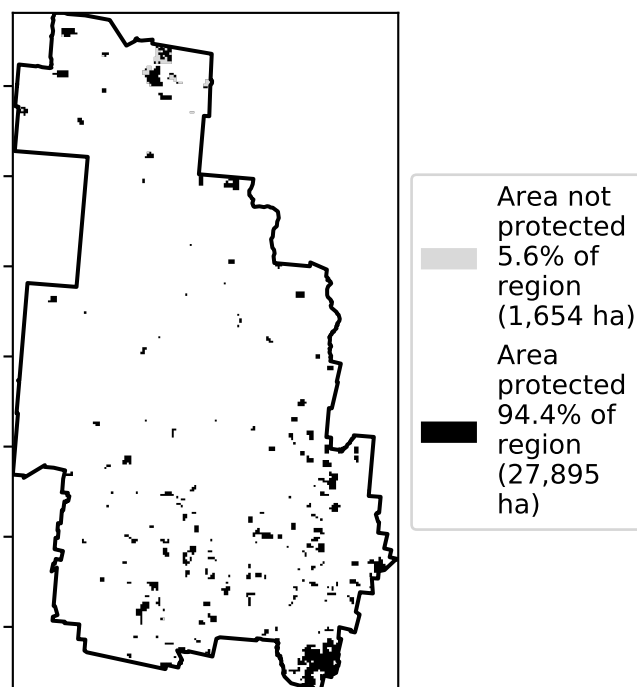 Area not
protected
5.6% of
region
(1,654 ha)
Area
protected
94.4% of
region
(27,895
ha)